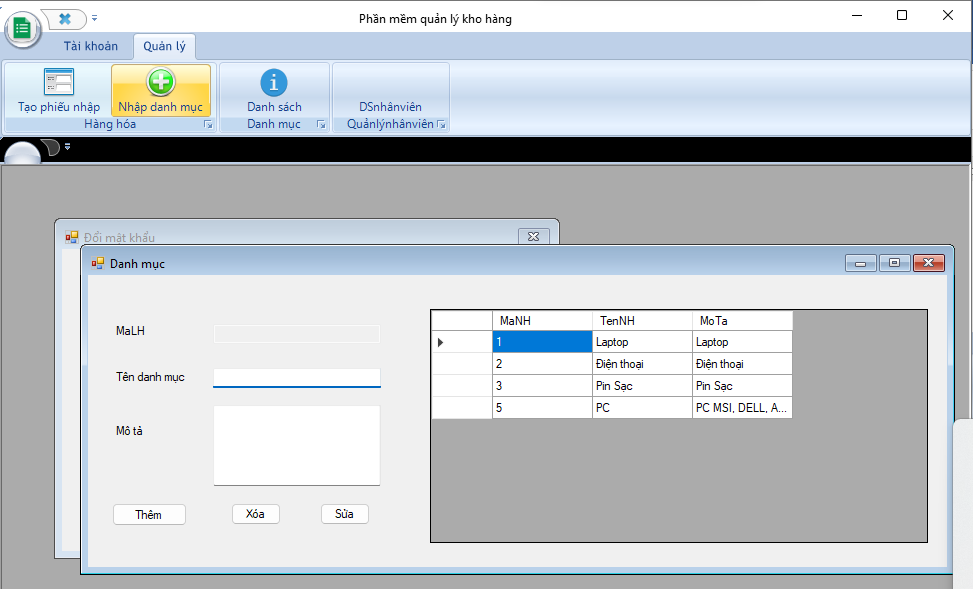 Phần mềm quản lý kho hàng
Tài khoản Quản lý
Tạo phiếu nhập Nhập danh mục Danh sách DSnhânviên
Hàng hóa Danh mục Quảnlýnhânviên
Đổi mật khẩu
Danh mục
MaLH
Tên danh mục
Mô tả
Thêm Xóa Sửa
MaNH TenNH MoTa
1 Laptop Laptop
2 Điện thoại Điện thoại
3 Pin Sạc Pin Sạc
5 PC PC MSI, DELL, A...